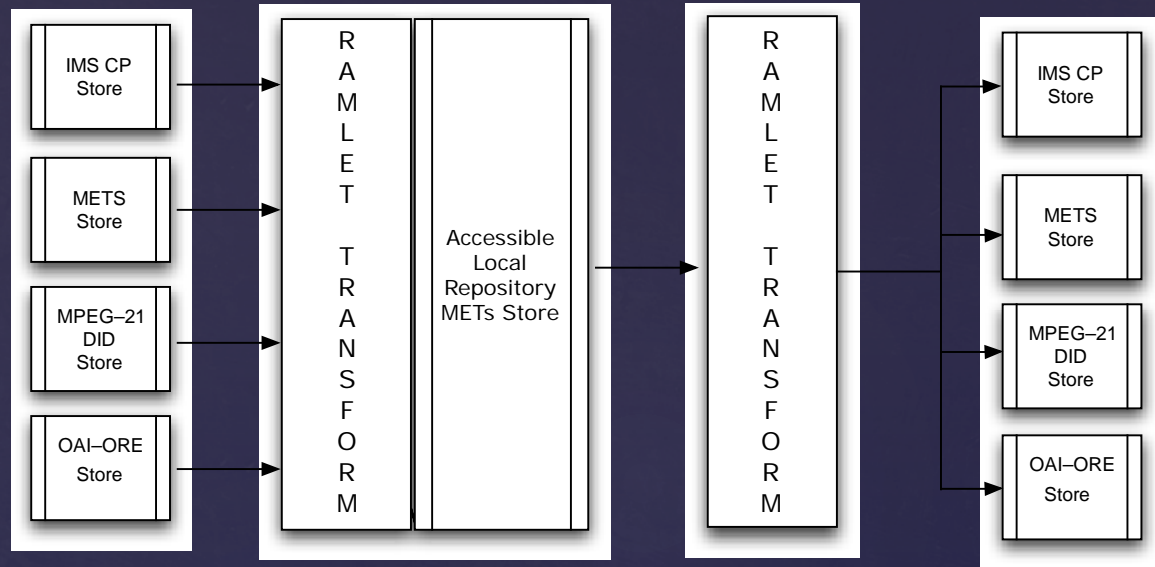 IMS CP
Store
METS
Store
MPEG–21
DID
Store
OAI–ORE
Store
R
A
M
L
E
T
T
R
A
N
S
F
O
R
M
Accessible
Local
Repository
METs Store
R
A
M
L
E
T
T
R
A
N
S
F
O
R
M
IMS CP
Store
METS
Store
MPEG–21
DID
Store
OAI–ORE
Store